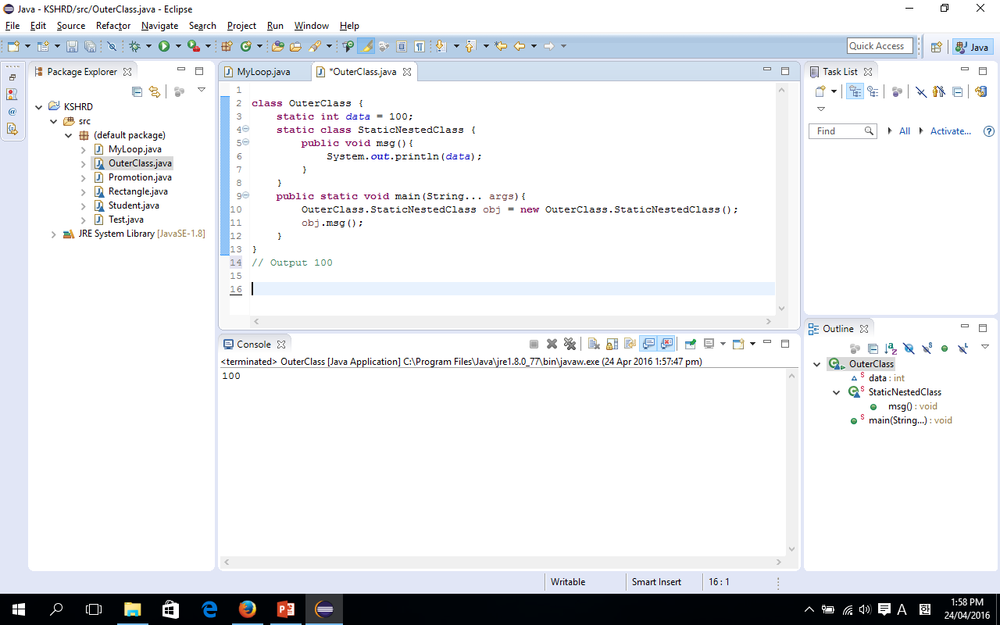 Java - KSHRD/src/OuterClass.java - Eclipse
File Edit Source Refactor Navigate Search Project Run Window Help
Quick Access
Java
Package Explorer
KSHRD
src
(default package)
MyLoop.java
OuterClass.java
Promotion.java
Rectangle.java
Student.java
Test.java
JRE System Library [JavaSE-1.8]
MyLoop.java *OuterClass.java
1
2 class OuterClass {
3 static int data = 100;
4 static class StaticNestedClass {
5 public void msg(){
6 System.out.println(data);
7 }
8 }
9 public static void main(String... args){
10 OuterClass.StaticNestedClass obj = new OuterClass.StaticNestedClass();
11 obj.msg();
12 }
13 }
14 // Output 100
15
16
Console
<terminated> OuterClass [Java Application] C:\Program Files\Java\jre1.8.0_77\bin\javaw.exe (24 Apr 2016 1:57:47 pm)
100
Task List
Find All Activate...
Outline
OuterClass
data : int
StaticNestedClass
msg() : void
main(String...) : void
Writable Smart Insert 16 : 1
A
1:58 PM
24/04/2016